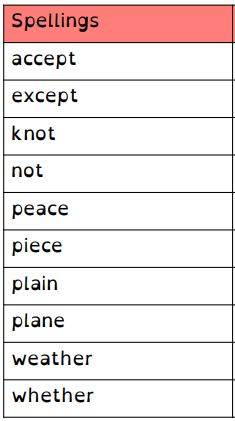 Spellings
accept
except
knot
not
peace
piece
plain
plane
weather
whether